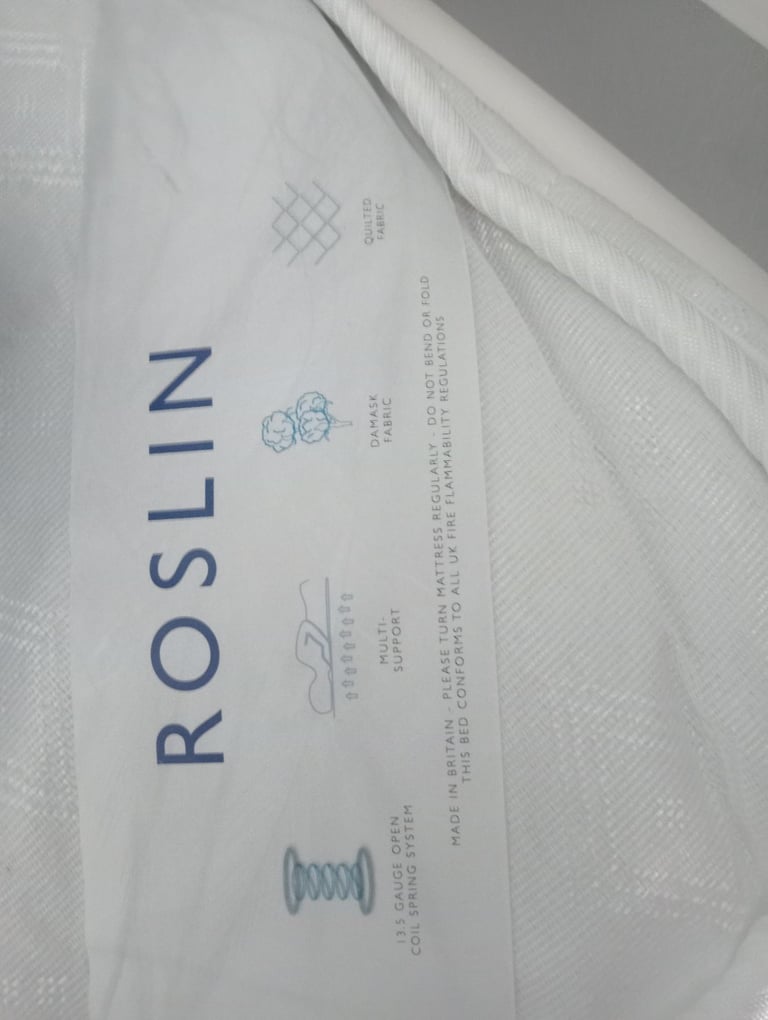 ROSLIN
13.5 GAUGE OPEN
COIL SPRING SYSTEM
MULTI-
SUPPORT
DAMASK
FABRIC
QUILTED
FABRIC
MADE IN BRITAIN - PLEASE TURN MATTRESS REGULARLY - DO NOT BEND OR FOLD
THIS BED CONFORMS TO ALL UK FIRE FLAMMABILITY REGULATIONS